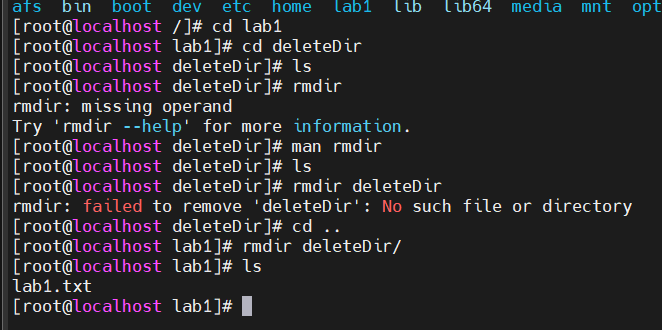 afs bin boot dev etc home lab1 lib lib64 media mnt opt
[root@localhost /]# cd lab1
[root@localhost lab1]# cd deleteDir
[root@localhost deleteDir]# ls
[root@localhost deleteDir]# rmdir
rmdir: missing operand
Try 'rmdir --help' for more information.
[root@localhost deleteDir]# man rmdir
[root@localhost deleteDir]# ls
[root@localhost deleteDir]# rmdir deleteDir
rmdir: failed to remove 'deleteDir': No such file or directory
[root@localhost deleteDir]# cd ..
[root@localhost lab1]# rmdir deleteDir/
[root@localhost lab1]# ls
lab1.txt
[root@localhost lab1]#